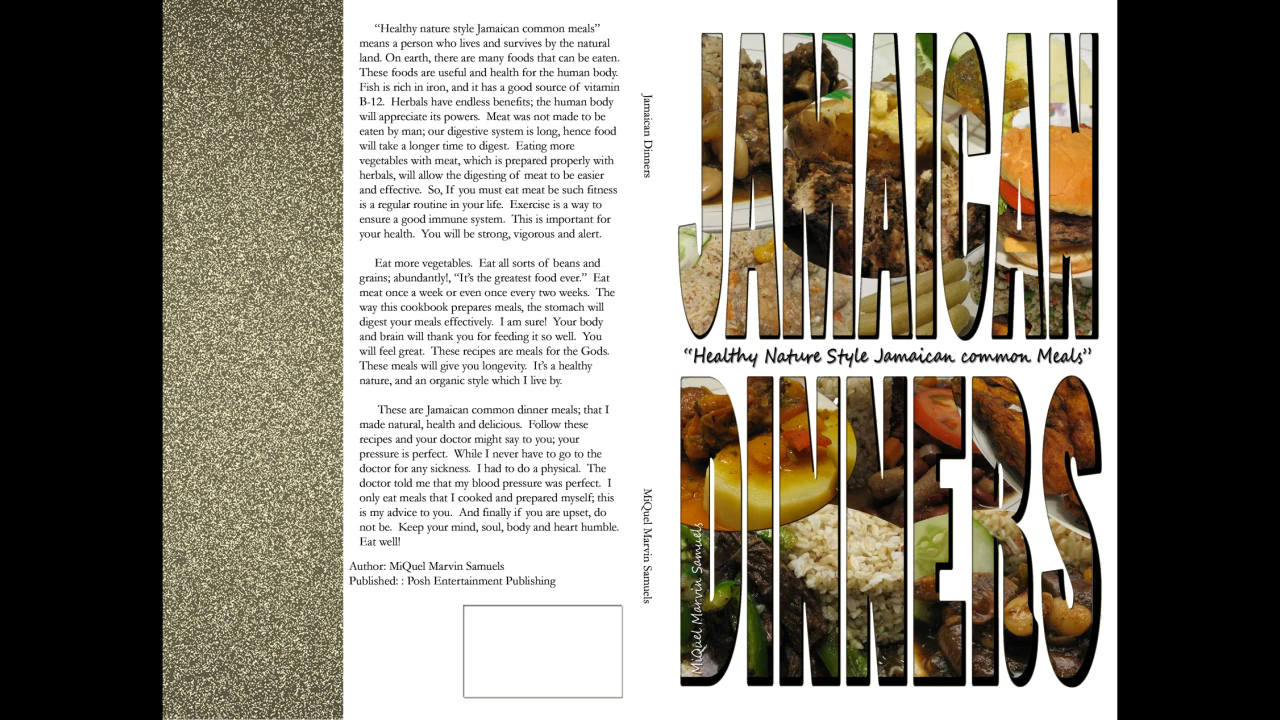 “Healthy nature style Jamaican common meals”
means a person who lives and survives by the natural
land. On earth, there are many foods that can be eaten.
These foods are useful and health for the human body.
Fish is rich in iron, and it has a good source of vitamin
B-12. Herbals have endless benefits; the human body
will appreciate its powers. Meat was not made to be
eaten by man; our digestive system is long, hence food
will take a longer time to digest. Eating more
vegetables with meat, which is prepared properly with
herbals, will allow the digesting of meat to be easier
and effective. So, If you must eat meat be such fitness
is a regular routine in your life. Exercise is a way to
ensure a good immune system. This is important for
your health. You will be strong, vigorous and alert.
Eat more vegetables. Eat all sorts of beans and
grains; abundantly!, “It’s the greatest food ever.” Eat
meat once a week or even once every two weeks. The
way this cookbook prepares meals, the stomach will
digest your meals effectively. I am sure! Your body
and brain will thank you for feeding it so well. You
will feel great. These recipes are meals for the Gods.
These meals will give you longevity. It’s a healthy
nature, and an organic style which I live by.
These are Jamaican common dinner meals; that I
made natural, health and delicious. Follow these
recipes and your doctor might say to you; your
pressure is perfect. While I never have to go to the
doctor for any sickness. I had to do a physical. The
doctor told me that my blood pressure was perfect. I
only eat meals that I cooked and prepared myself; this
is my advice to you. And finally if you are upset, do
not be. Keep your mind, soul, body and heart humble.
Eat well!
Author: MiQuel Marvin Samuels
Published: : Posh Entertainment Publishing
Jamaican Dinners
MiQuel Marvin Samuels
JAMAICAN
“Healthy Nature Style Jamaican common Meals”
DINNERS
MiQuel Marvin Samuels